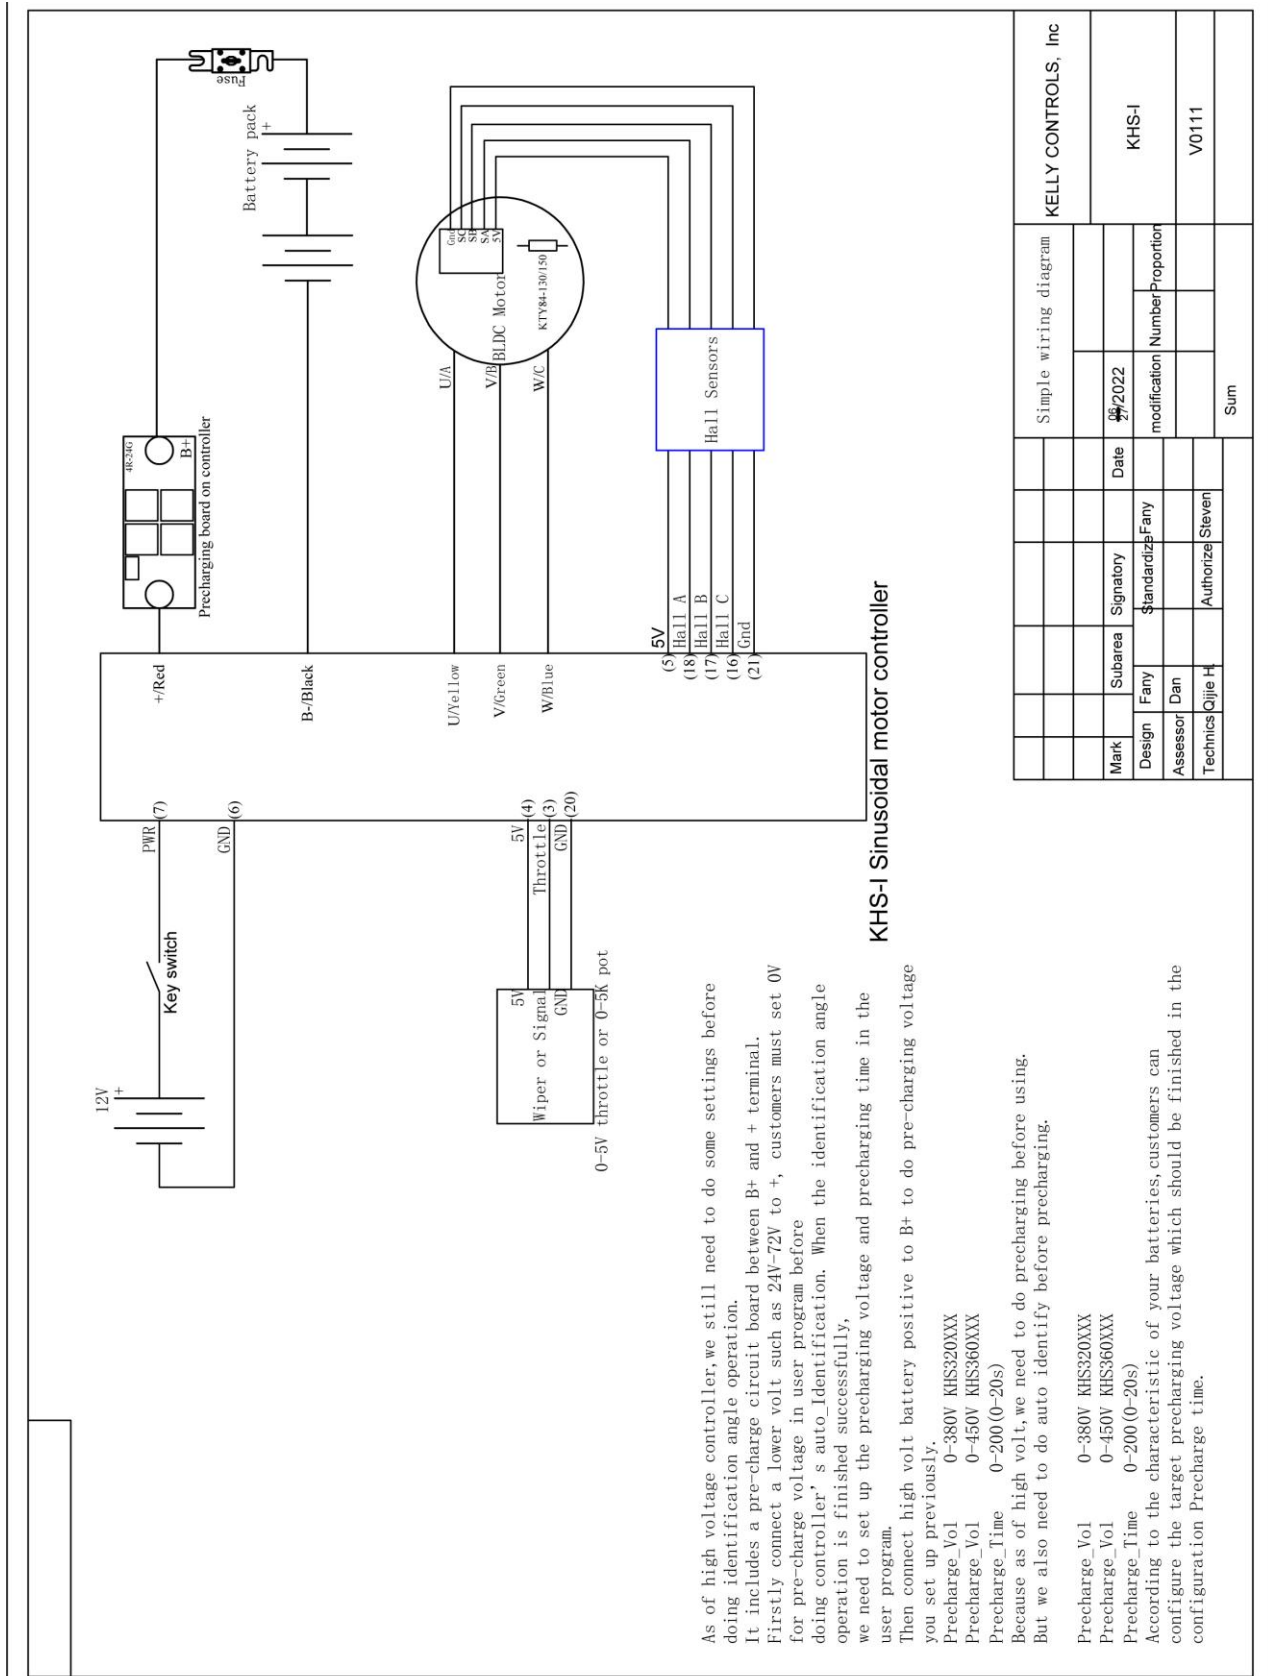 Fuse
Battery pack
+
4R-24G
B+
Precharging board on controller
Gnd
SC
SB
SA
5V
KTY84-130/150
BLDC Motor
U/A
V/B
W/C
Hall Sensors
+/Red
B-/Black
U/Yellow
V/Green
W/Blue
5V
(5)
Hall A
(18)
Hall B
(17)
Hall C
(16)
Gnd
(21)
PWR (7)
GND (6)
Key switch
12V
+
5V (4)
Throttle (3)
GND (20)
5V
Wiper or Signal
GND
0-5V throttle or 0-5K pot
KHS-I Sinusoidal motor controller
As of high voltage controller,we still need to do some settings before
doing identification angle operation.
It includes a pre-charge circuit board between B+ and + terminal.
Firstly connect a lower volt such as 24V-72V to +, customers must set 0V
for pre-charge voltage in user program before
doing controller's auto_Identification. When the identification angle
operation is finished successfully,
we need to set up the precharging voltage and precharging time in the
user program.
Then connect high volt battery positive to B+ to do pre-charging voltage
you set up previously.
Precharge_Vol 0-380V KHS320XXX
Precharge_Vol 0-450V KHS360XXX
Precharge_Time 0-200(0-20s)
Because as of high volt,we need to do precharging before using.
But we also need to do auto identify before precharging.
Precharge_Vol 0-380V KHS320XXX
Precharge_Vol 0-450V KHS360XXX
Precharge_Time 0-200(0-20s)
According to the characteristic of your batteries,customers can
configure the target precharging voltage which should be finished in the
configuration Precharge time.
Simple wiring diagram
KELLY CONTROLS, Inc
KHS-I
V0111
Mark Subarea Signatory Date
06/27/2022
Design Fany Standardize Fany
modification Number Proportion
Assessor Dan
Technics Qijie H. Authorize Steven
Sum